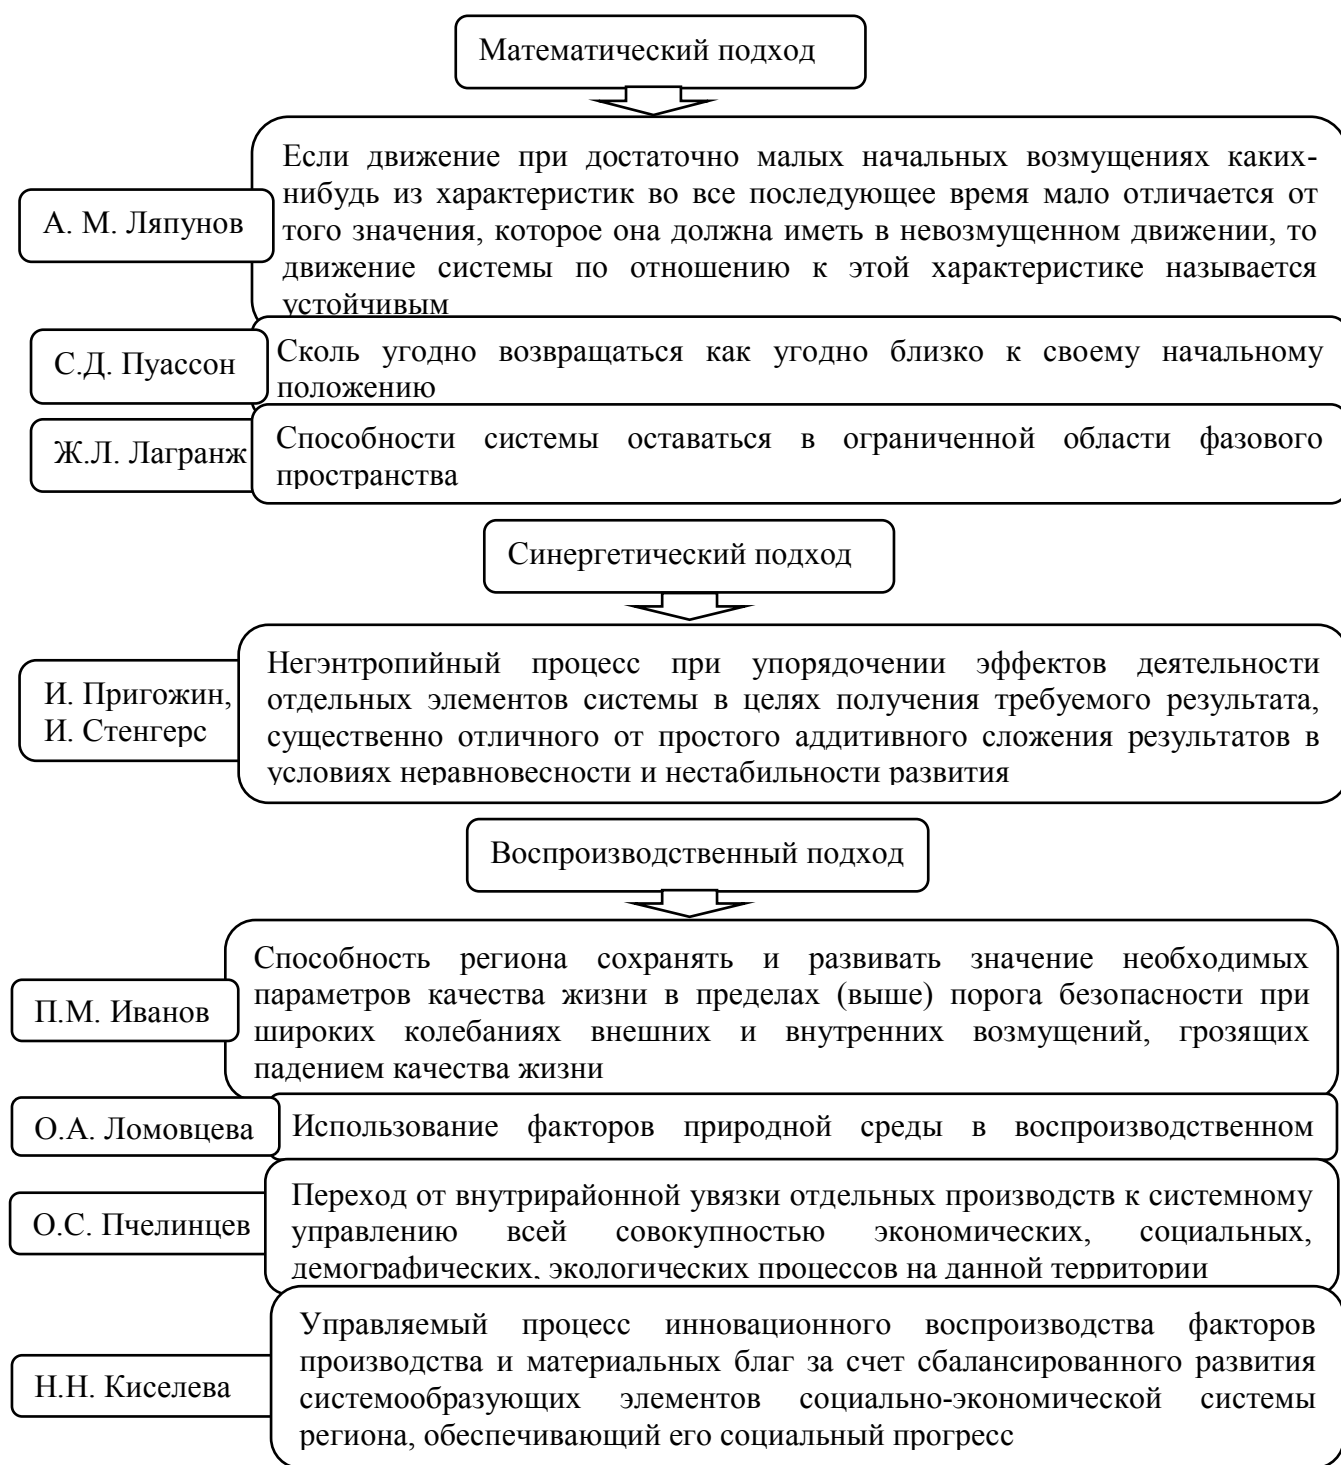 Математический подход
А. М. Ляпунов
Если движение при достаточно малых начальных возмущениях каких-
нибудь из характеристик во все последующее время мало отличается от
того значения, которое она должна иметь в невозмущенном движении, то
движение системы по отношению к этой характеристике называется
устойчивым
С.Д. Пуассон
Сколь угодно возвращаться как угодно близко к своему начальному
положению
Ж.Л. Лагранж
Способности системы оставаться в ограниченной области фазового
пространства
Синергетический подход
И. Пригожин,
И. Стенгерс
Негэнтропийный процесс при упорядочении эффектов деятельности
отдельных элементов системы в целях получения требуемого результата,
существенно отличного от простого аддитивного сложения результатов в
условиях неравновесности и нестабильности развития
Воспроизводственный подход
П.М. Иванов
Способность региона сохранять и развивать значение необходимых
параметров качества жизни в пределах (выше) порога безопасности при
широких колебаниях внешних и внутренних возмущений, грозящих
падением качества жизни
О.А. Ломовцева
Использование факторов природной среды в воспроизводственном
О.С. Пчелинцев
Переход от внутрирайонной увязки отдельных производств к системному
управлению всей совокупностью экономических, социальных,
демографических, экологических процессов на данной территории
Н.Н. Киселева
Управляемый процесс инновационного воспроизводства факторов
производства и материальных благ за счет сбалансированного развития
системообразующих элементов социально-экономической системы
региона, обеспечивающий его социальный прогресс